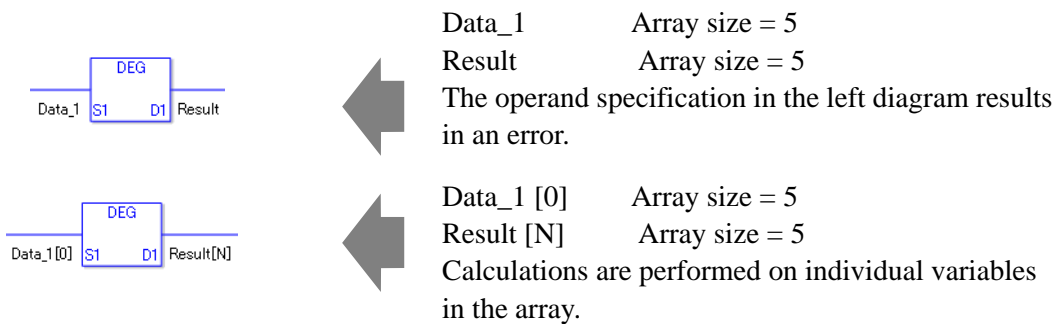 DEG
Data_1 S1 D1 Result
Data_1 Array size = 5
Result Array size = 5
The operand specification in the left diagram results
in an error.
DEG
Data_1[0] S1 D1 Result[N]
Data_1 [0] Array size = 5
Result [N] Array size = 5
Calculations are performed on individual variables
in the array.